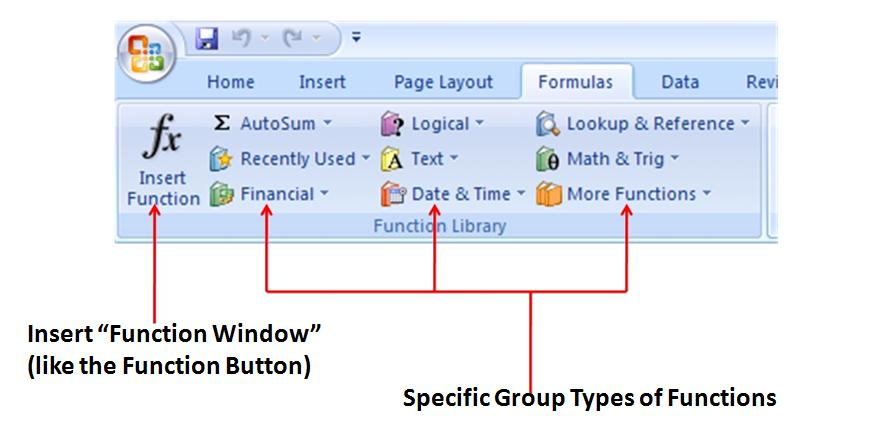 Home Insert Page Layout Formulas Data Revi
fx Σ AutoSum Logical Lookup & Reference
Insert Recently Used A Text θ Math & Trig
Function Financial Date & Time More Functions
Function Library
Insert “Function Window”
(like the Function Button)
Specific Group Types of Functions